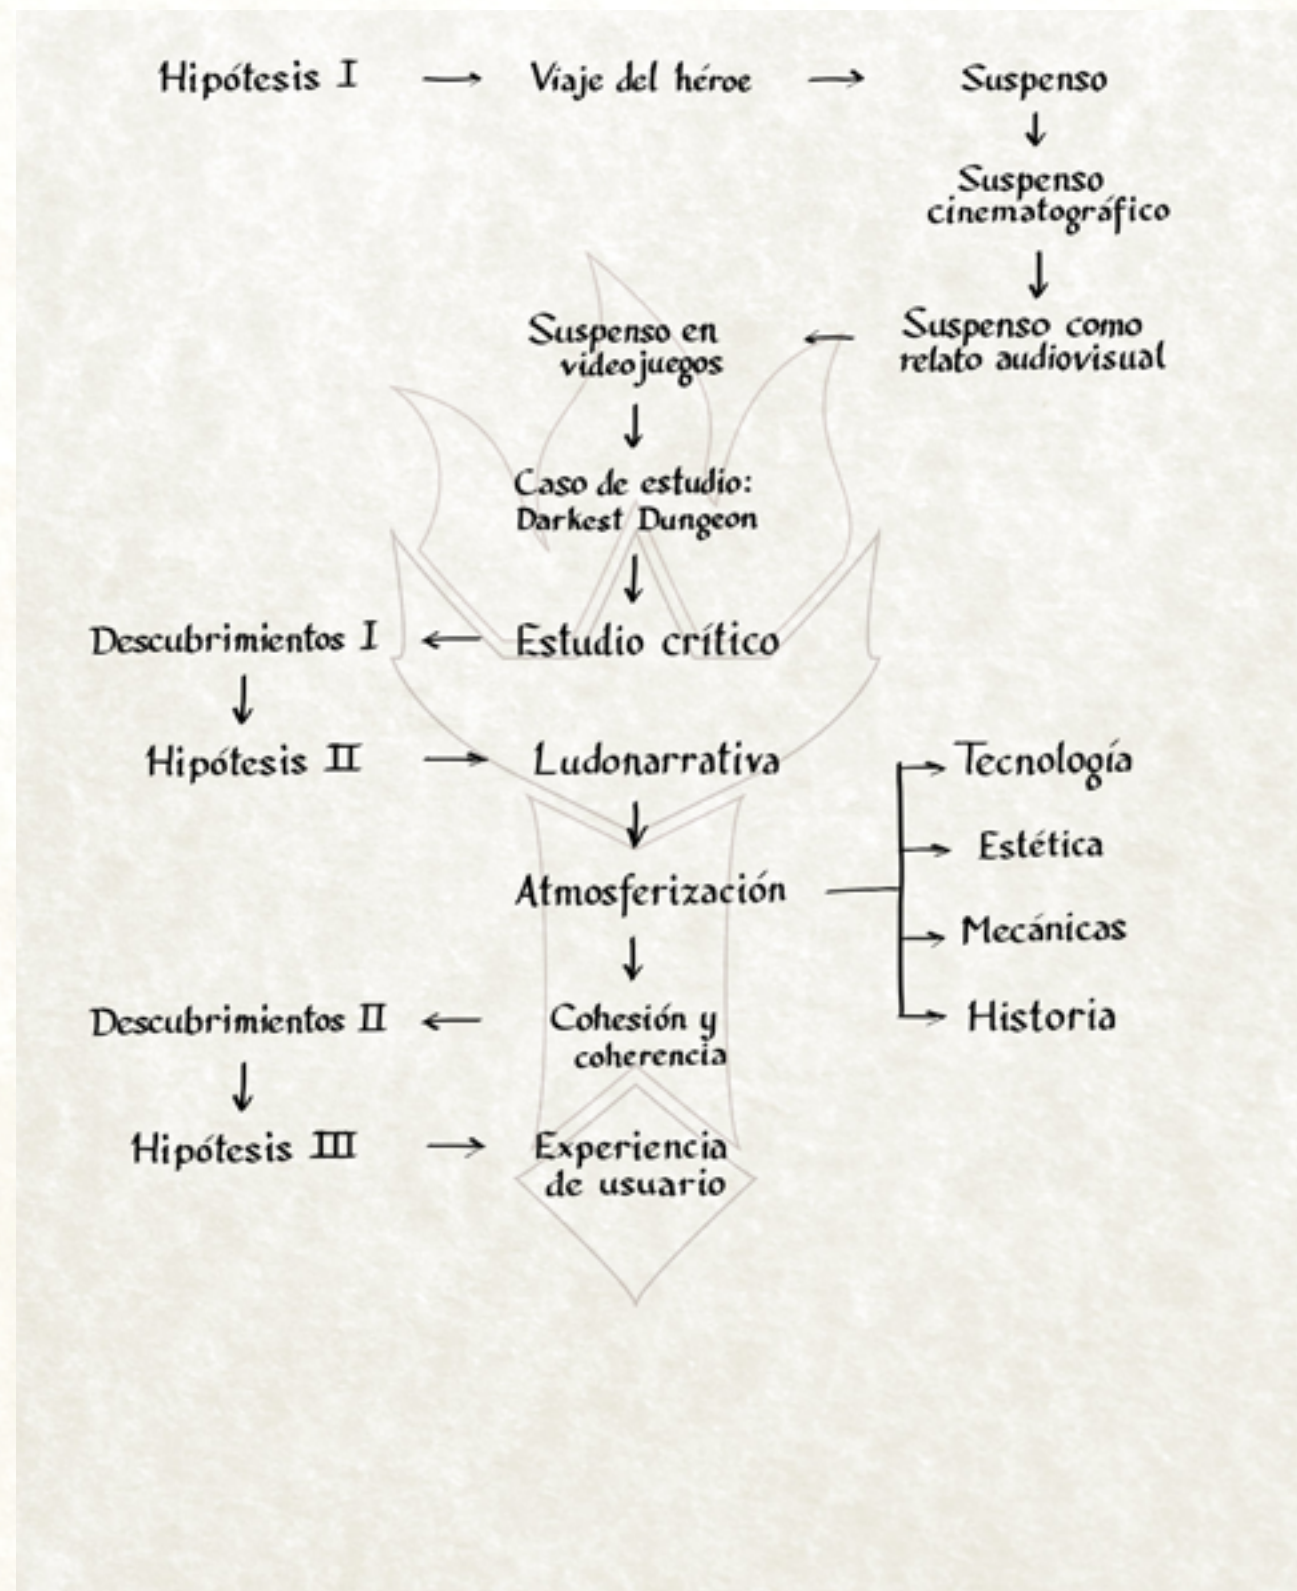 Hipótesis I → Viaje del héroe → Suspenso
↓
Suspenso
cinematográfico
↓
Suspenso en ← Suspenso como
videojuegos relato audiovisual
↓
Caso de estudio:
Darkest Dungeon
↓
Descubrimientos I ← Estudio crítico
↓
Hipótesis II → Ludonarrativa → Tecnología
↓
→ Estética
Atmosferización
→ Mecánicas
↓
Descubrimientos II ← Cohesión y → Historia
coherencia
↓
Hipótesis III → Experiencia
de usuario